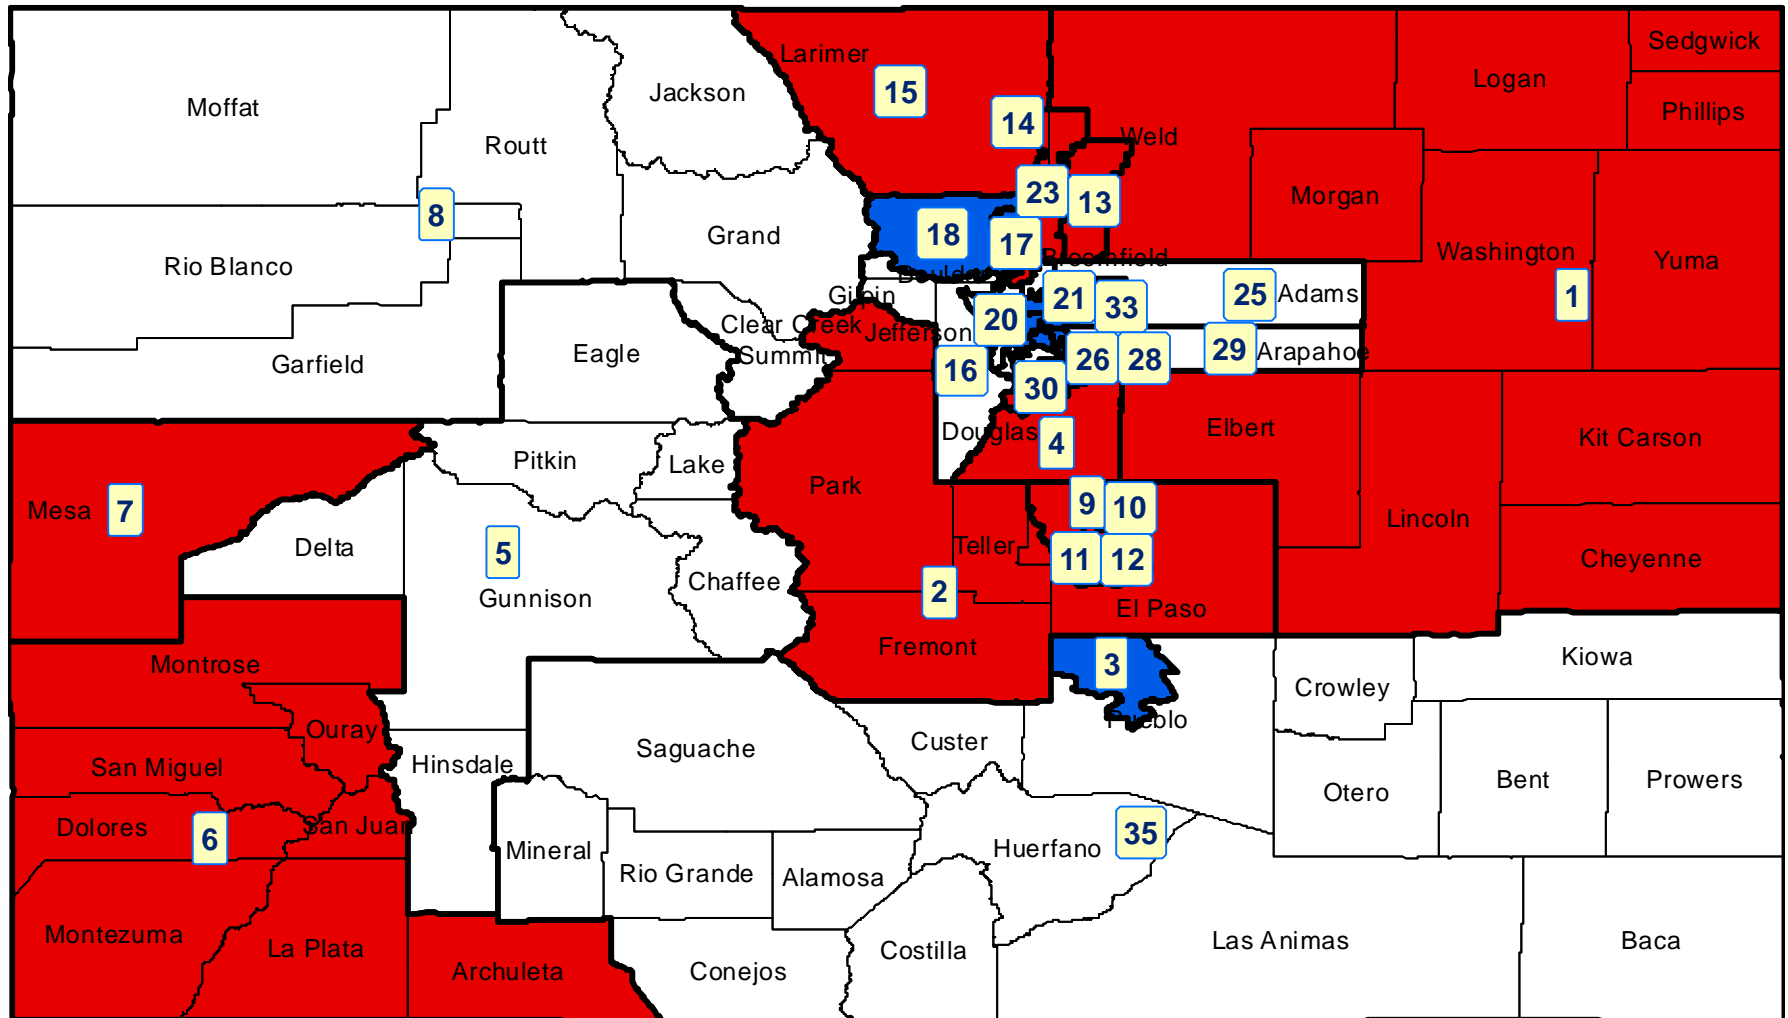 Larimer
Sedgwick
Logan
Moffat
Jackson
15
Phillips
14
Weld
Routt
23
13
Morgan
8
18
17
Grand
Washington
Yuma
Broomfield
Rio Blanco
Boulder
Gilpin
21
33
25
Adams
1
20
Clear Creek
Jefferson
Summit
Eagle
26
28
29
Arapahoe
Garfield
16
30
Douglas
4
Elbert
Kit Carson
Pitkin
Lake
Park
Mesa
7
9
10
Lincoln
Delta
5
Teller
11
12
Cheyenne
Chaffee
Gunnison
2
El Paso
Fremont
Montrose
3
Kiowa
Crowley
Pueblo
Ouray
Custer
Saguache
San Miguel
Hinsdale
Otero
Bent
Prowers
Dolores
6
San Juan
35
Mineral
Huerfano
Rio Grande
Alamosa
Montezuma
La Plata
Costilla
Las Animas
Baca
Archuleta
Conejos